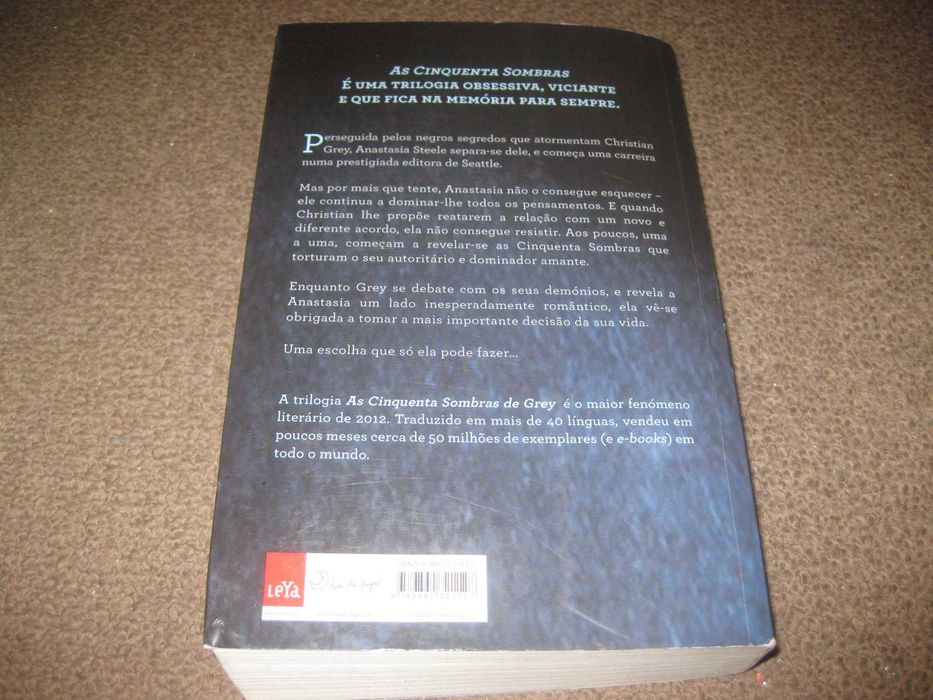 AS CINQUENTA SOMBRAS
É UMA TRILOGIA OBSESSIVA, VICIANTE
E QUE FICA NA MEMÓRIA PARA SEMPRE.
Perseguida pelos negros segredos que atormentam Christian
Grey, Anastasia Steele separa-se dele, e começa uma carreira
numa prestigiada editora de Seattle.
Mas por mais que tente, Anastasia não o consegue esquecer –
ele continua a dominar-lhe todos os pensamentos. E quando
Christian lhe propõe reatarem a relação com um novo e
diferente acordo, ela não consegue resistir. Aos poucos, uma
a uma, começam a revelar-se as Cinquenta Sombras que
torturam o seu autoritário e dominador amante.
Enquanto Grey se debate com os seus demónios, e revela a
Anastasia um lado inesperadamente romântico, ela vê-se
obrigada a tomar a mais importante decisão da sua vida.
Uma escolha que só ela pode fazer...
A trilogia As Cinquenta Sombras de Grey é o maior fenómeno
literário de 2012. Traduzido em mais de 40 línguas, vendeu em
poucos meses cerca de 50 milhões de exemplares (e e-books) em
todo o mundo.
LEYA